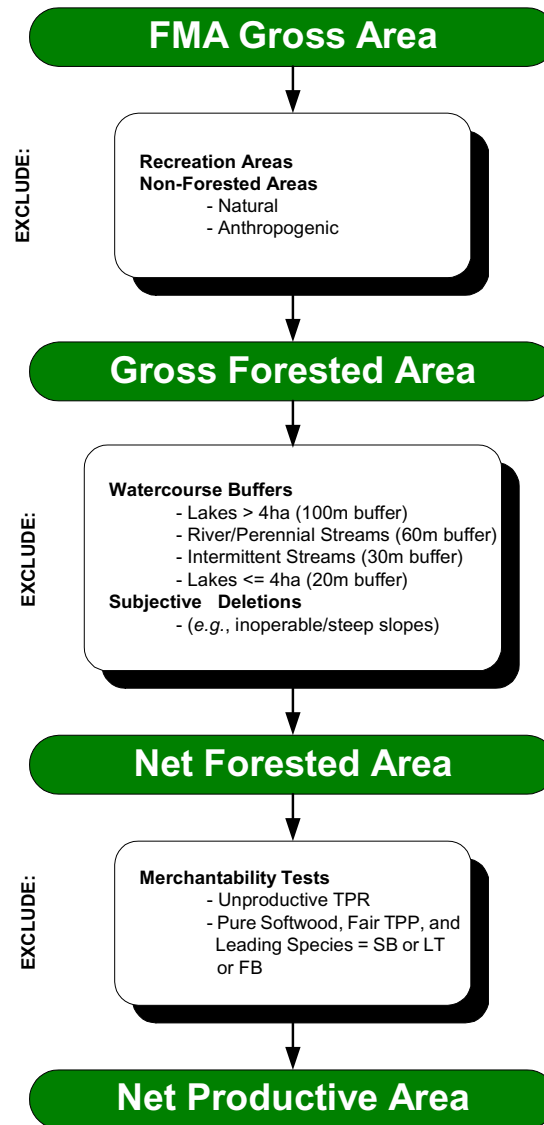 FMA Gross Area
EXCLUDE:
Recreation Areas
Non-Forested Areas
- Natural
- Anthropogenic
Gross Forested Area
EXCLUDE:
Watercourse Buffers
- Lakes > 4ha (100m buffer)
- River/Perennial Streams (60m buffer)
- Intermittent Streams (30m buffer)
- Lakes <= 4ha (20m buffer)
Subjective Deletions
- (e.g., inoperable/steep slopes)
Net Forested Area
EXCLUDE:
Merchantability Tests
- Unproductive TPR
- Pure Softwood, Fair TPP, and
Leading Species = SB or LT
or FB
Net Productive Area